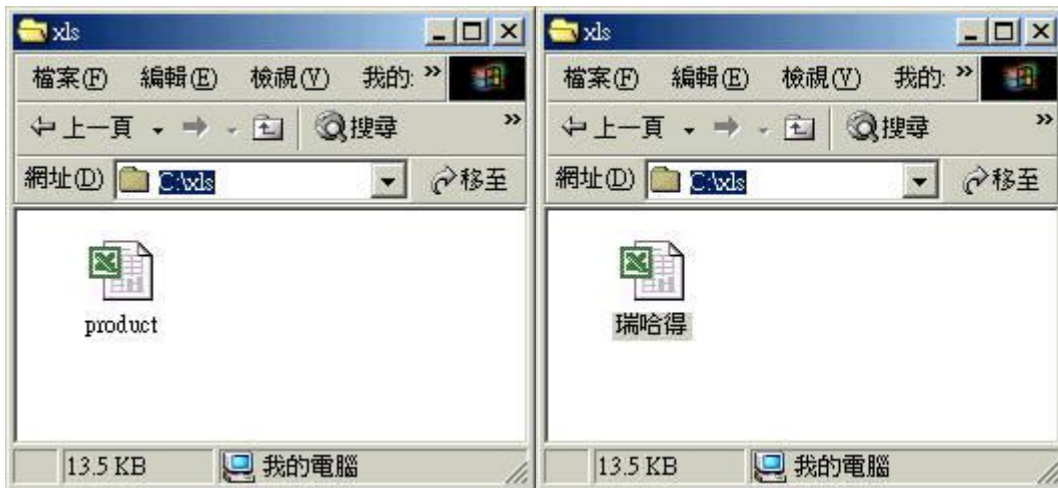 xls
檔案(F) 編輯(E) 檢視(V) 我的: »
上一頁 搜尋 »
網址(D) C:\xls 移至
product
13.5 KB 我的電腦
xls
檔案(F) 編輯(E) 檢視(V) 我的: »
上一頁 搜尋 »
網址(D) C:\xls 移至
瑞哈得
13.5 KB 我的電腦